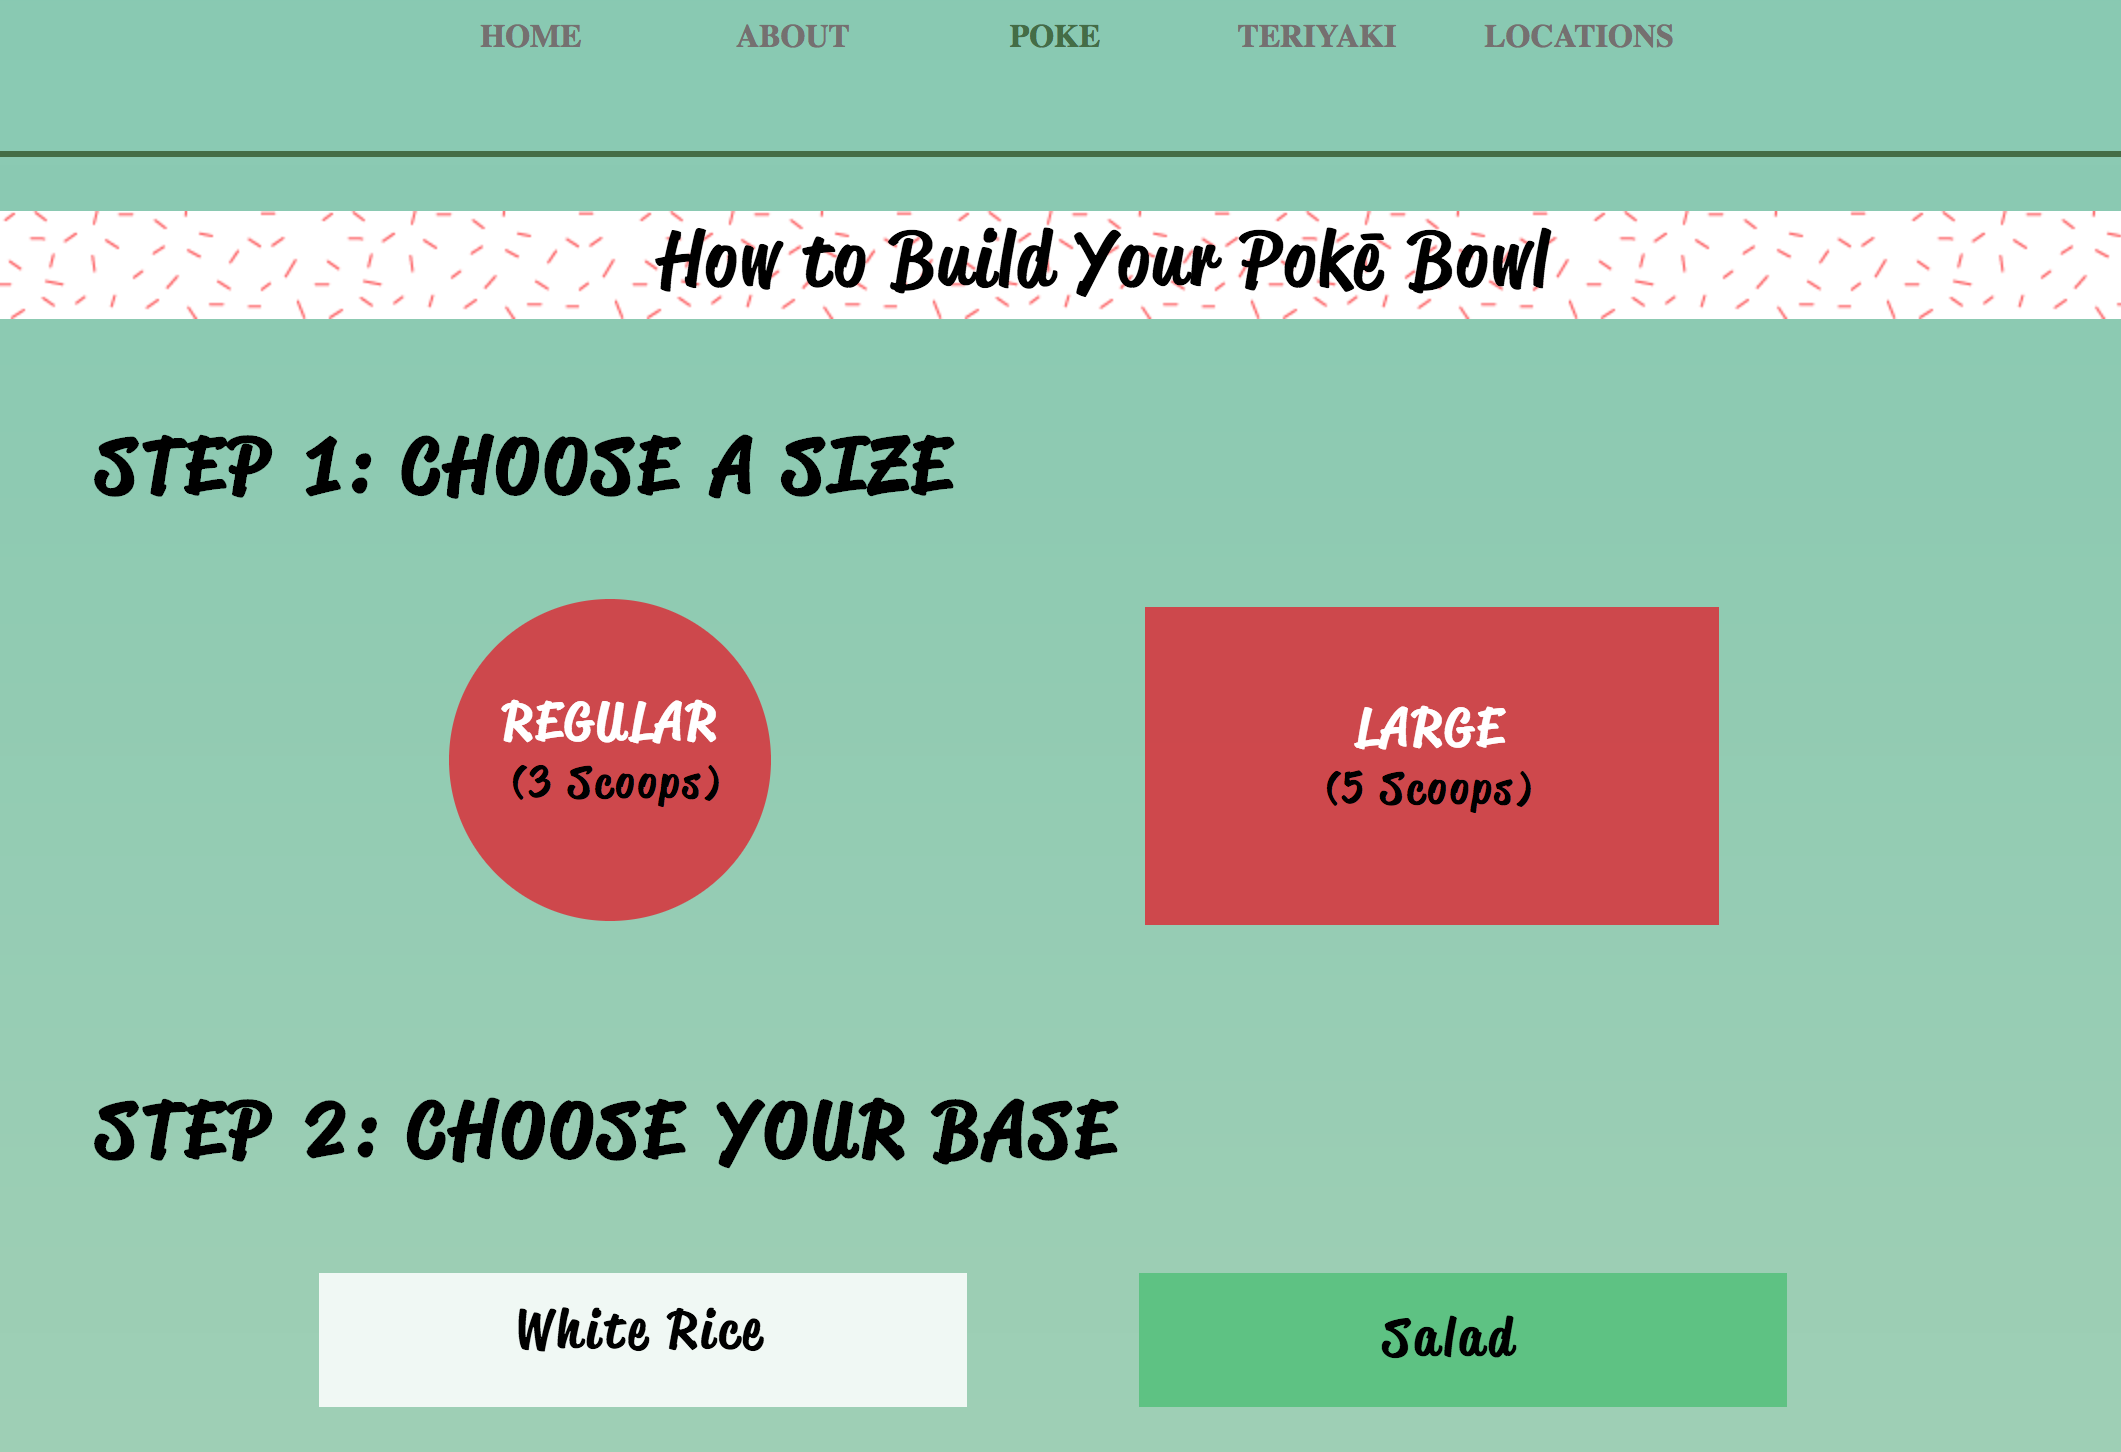 HOME ABOUT POKE TERIYAKI LOCATIONS
How to Build Your Pokē Bowl
STEP 1: CHOOSE A SIZE
REGULAR
(3 Scoops)
LARGE
(5 Scoops)
STEP 2: CHOOSE YOUR BASE
White Rice
Salad